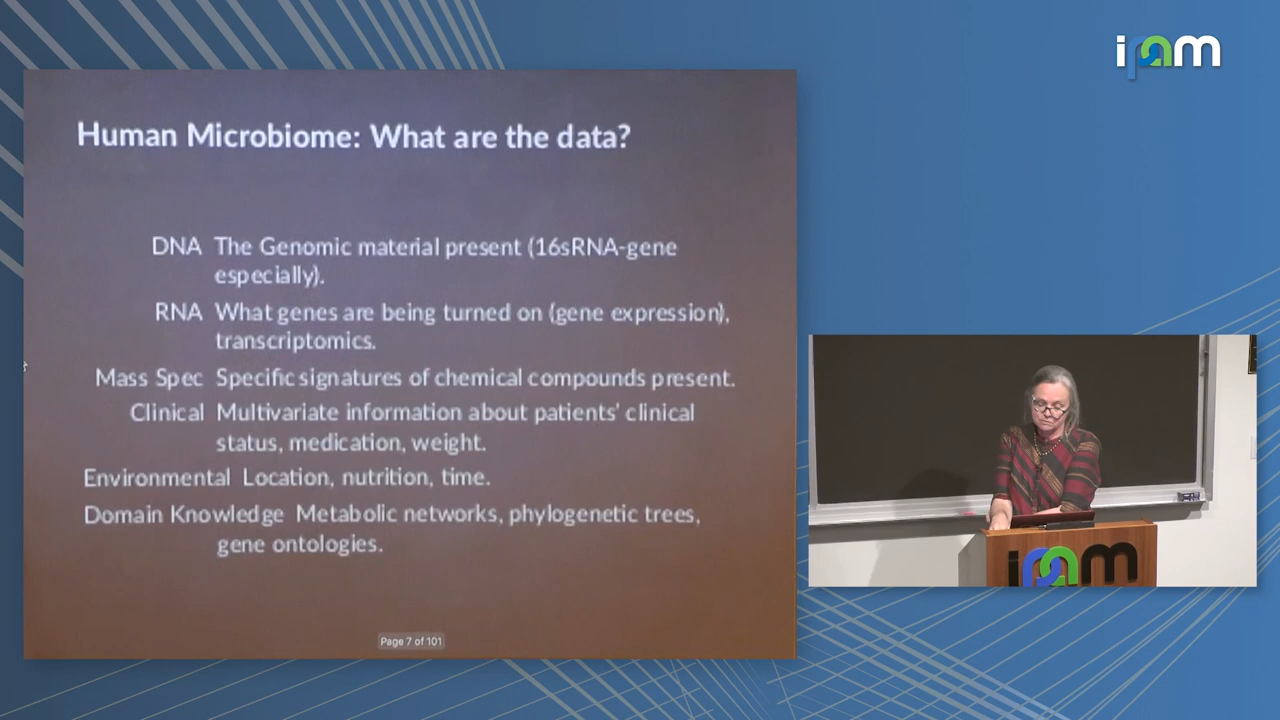 ipam
Human Microbiome: What are the data?
DNA The Genomic material present (16sRNA-gene
especially).
RNA What genes are being turned on (gene expression),
transcriptomics.
Mass Spec Specific signatures of chemical compounds present.
Clinical Multivariate information about patients' clinical
status, medication, weight.
Environmental Location, nutrition, time.
Domain Knowledge Metabolic networks, phylogenetic trees,
gene ontologies.
Page 7 of 101
ipam